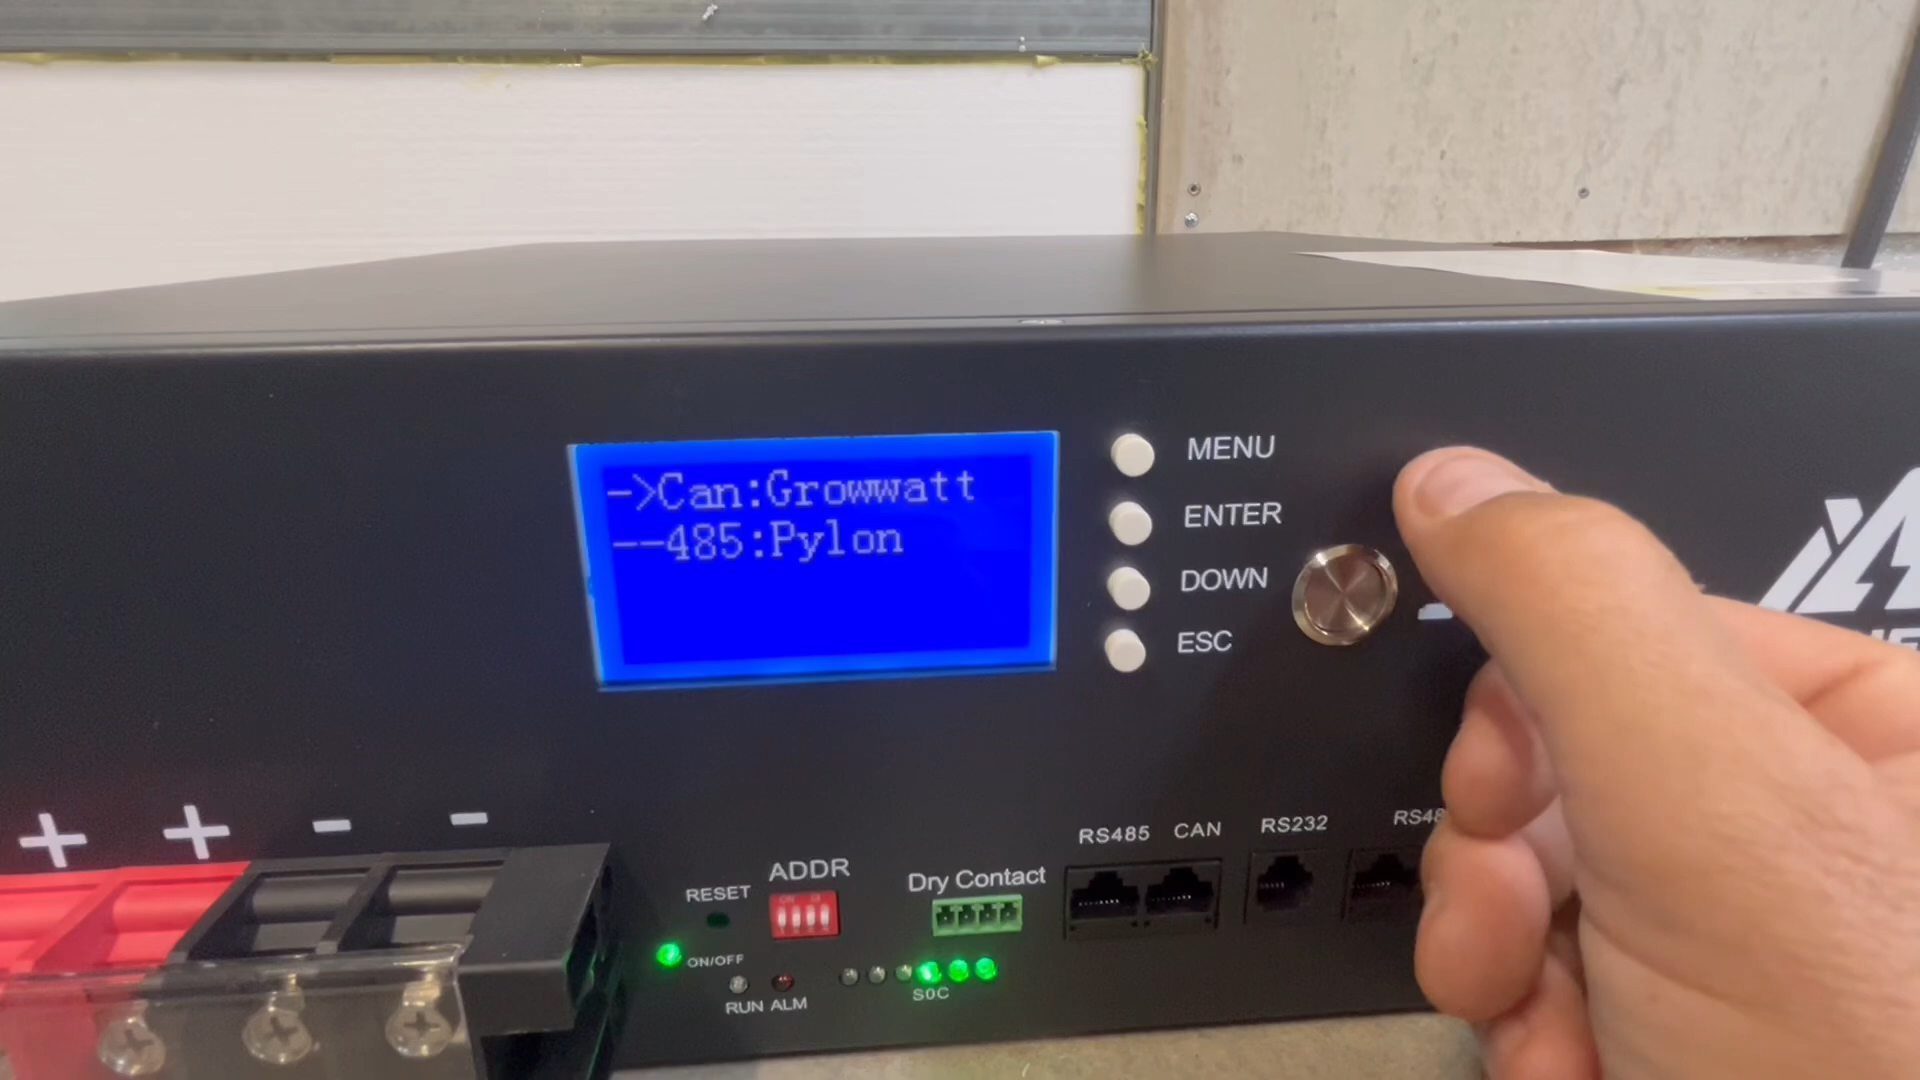 ->Can:Growwatt
--485:Pylon
MENU
ENTER
DOWN
ESC
+ + - -
RESET
ADDR
Dry Contact
RS485 CAN RS232
ON/OFF
RUN ALM
SOC